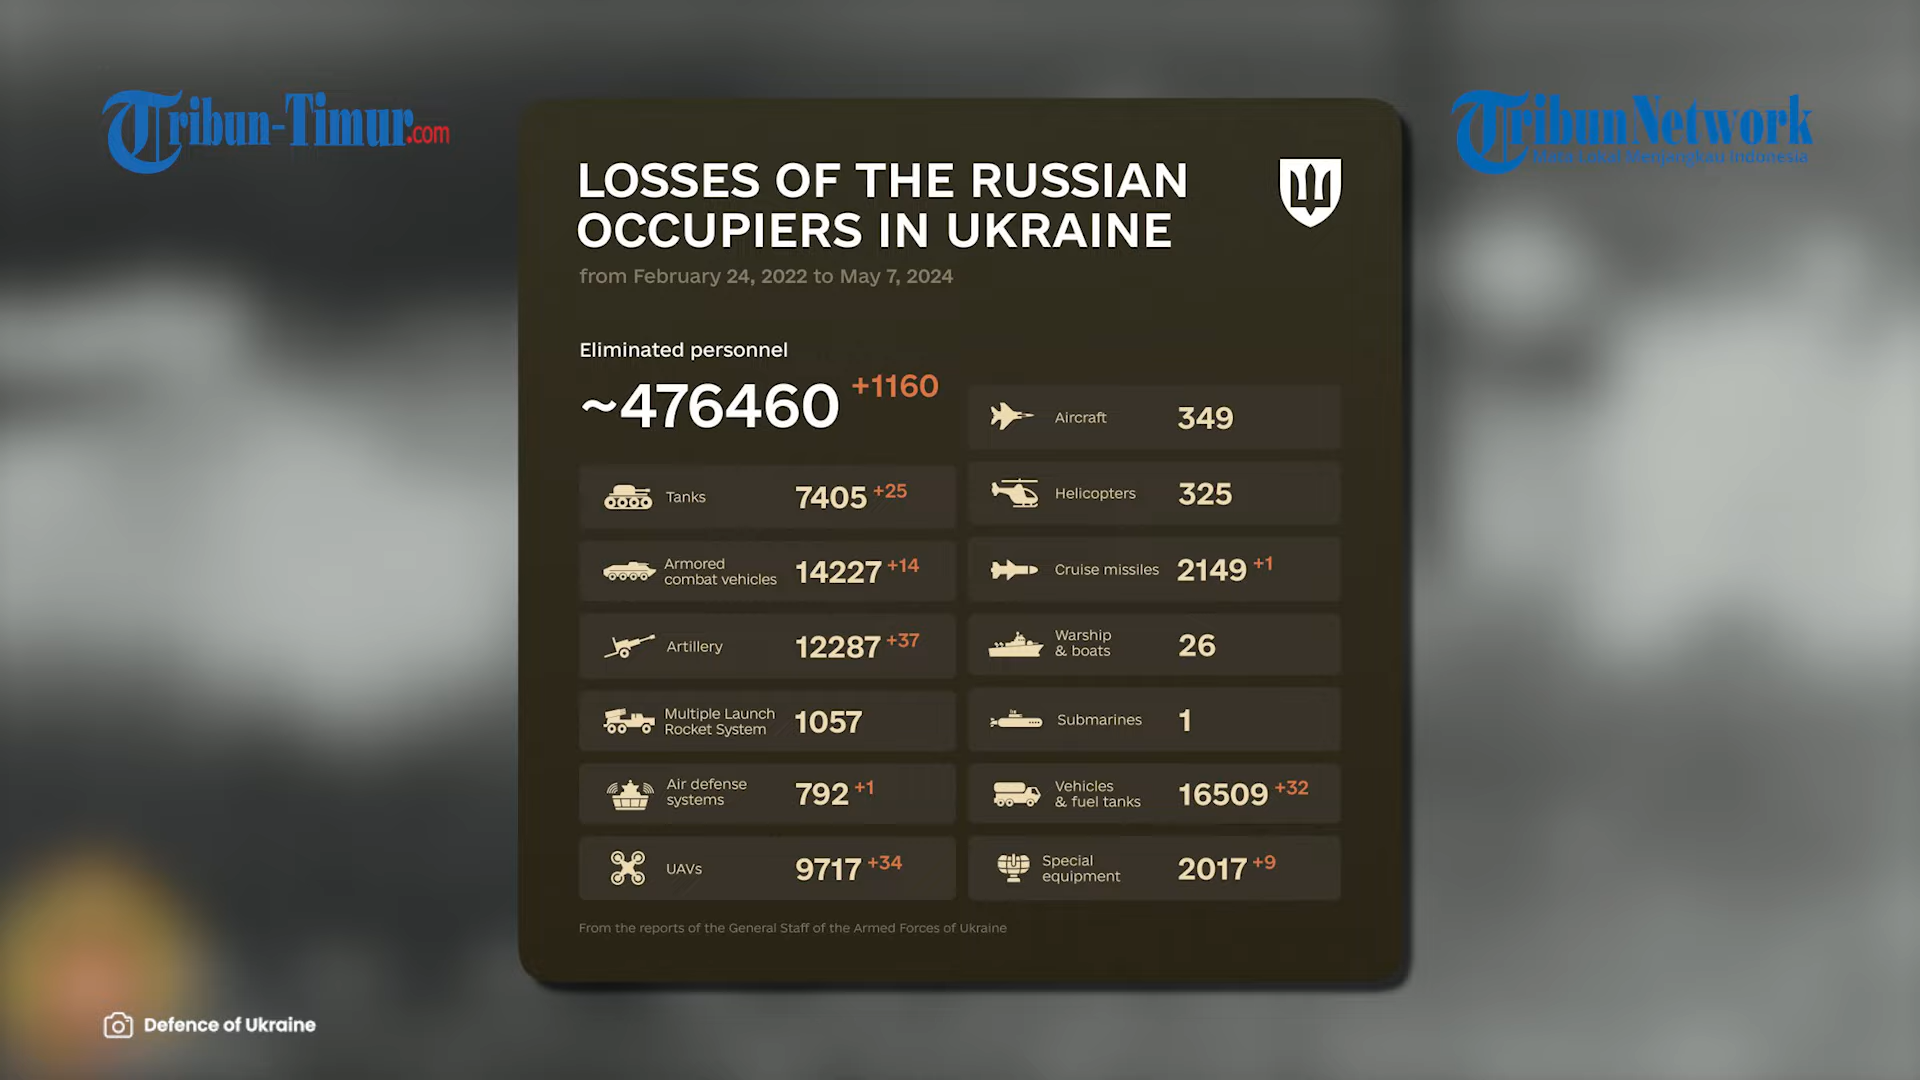 Tribun-Timur.com
TribunNetwork
Mata Lokal Menjangkau Indonesia
LOSSES OF THE RUSSIAN
OCCUPIERS IN UKRAINE
from February 24, 2022 to May 7, 2024
Eliminated personnel
~476460 +1160
Tanks 7405 +25
Armored
combat vehicles 14227 +14
Artillery 12287 +37
Multiple Launch
Rocket System 1057
Air defense
systems 792 +1
UAVs 9717 +34
Aircraft 349
Helicopters 325
Cruise missiles 2149 +1
Warship
& boats 26
Submarines 1
Vehicles
& fuel tanks 16509 +32
Special
equipment 2017 +9
From the reports of the General Staff of the Armed Forces of Ukraine
Defence of Ukraine